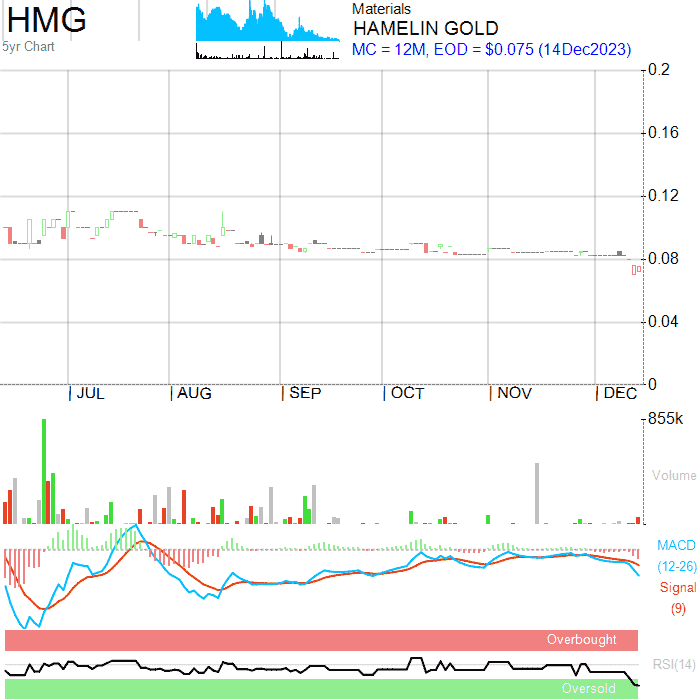 HMG
5yr Chart
Materials
HAMELIN GOLD
MC = 12M, EOD = $0.075 (14Dec2023)
0.2
0.16
0.12
0.08
0.04
0
JUL
AUG
SEP
OCT
NOV
DEC
855k
Volume
MACD
(12-26)
Signal
(9)
Overbought
RSI(14)
Oversold